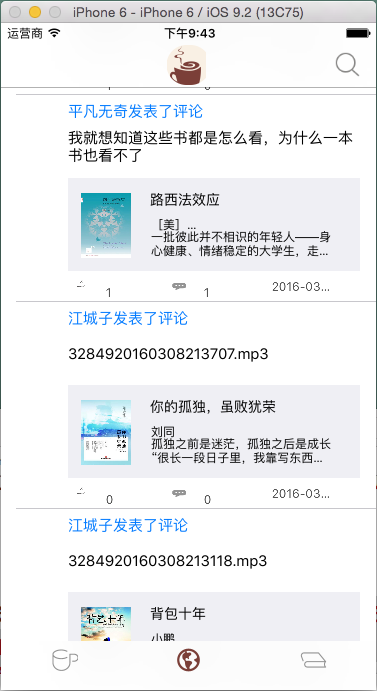 iPhone 6 - iPhone 6 / iOS 9.2 (13C75)
运营商 下午9:43
平凡无奇发表了评论
我就想知道这些书都是怎么看，为什么一本
书也看不了
路西法效应
［美］...
一批彼此并不相识的年轻人——身
心健康、情绪稳定的大学生，走...
1 1 2016-03...
江城子发表了评论
3284920160308213707.mp3
你的孤独，虽败犹荣
刘同
孤独之前是迷茫，孤独之后是成长
“很长一段日子里，我靠写东西...
0 0 2016-03...
江城子发表了评论
3284920160308213118.mp3
背包十年
小鹏